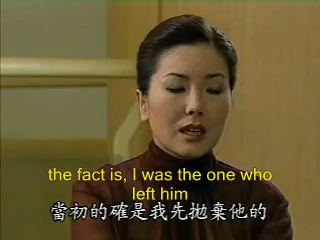 the fact is, I was the one who
left him
當初的確是我先拋棄他的